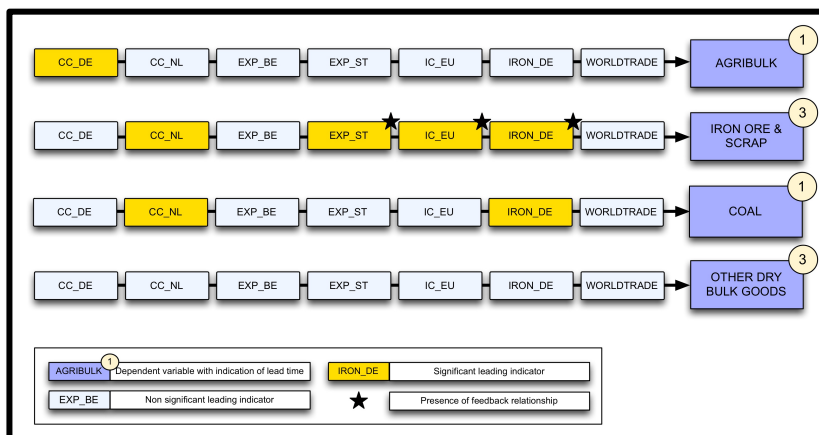 CC_DE CC_NL EXP_BE EXP_ST IC_EU IRON_DE WORLDTRADE AGRIBULK 1
CC_DE CC_NL EXP_BE EXP_ST IC_EU IRON_DE WORLDTRADE IRON ORE & 3
SCRAP
CC_DE CC_NL EXP_BE EXP_ST IC_EU IRON_DE WORLDTRADE COAL 1
CC_DE CC_NL EXP_BE EXP_ST IC_EU IRON_DE WORLDTRADE OTHER DRY 3
BULK GOODS
AGRIBULK 1 Dependent variable with indication of lead time IRON_DE Significant leading indicator
EXP_BE Non significant leading indicator Presence of feedback relationship